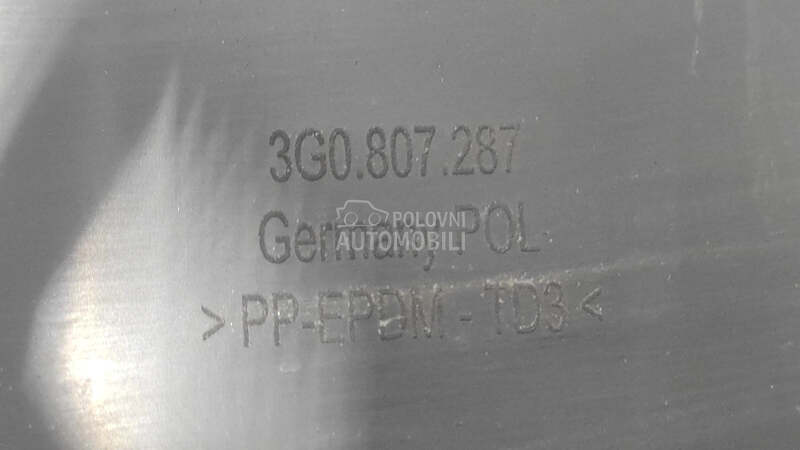 3G0.807.287
Germany, POL
POLOVNI
AUTOMOBILI
> PP-EPDM - TD3 <